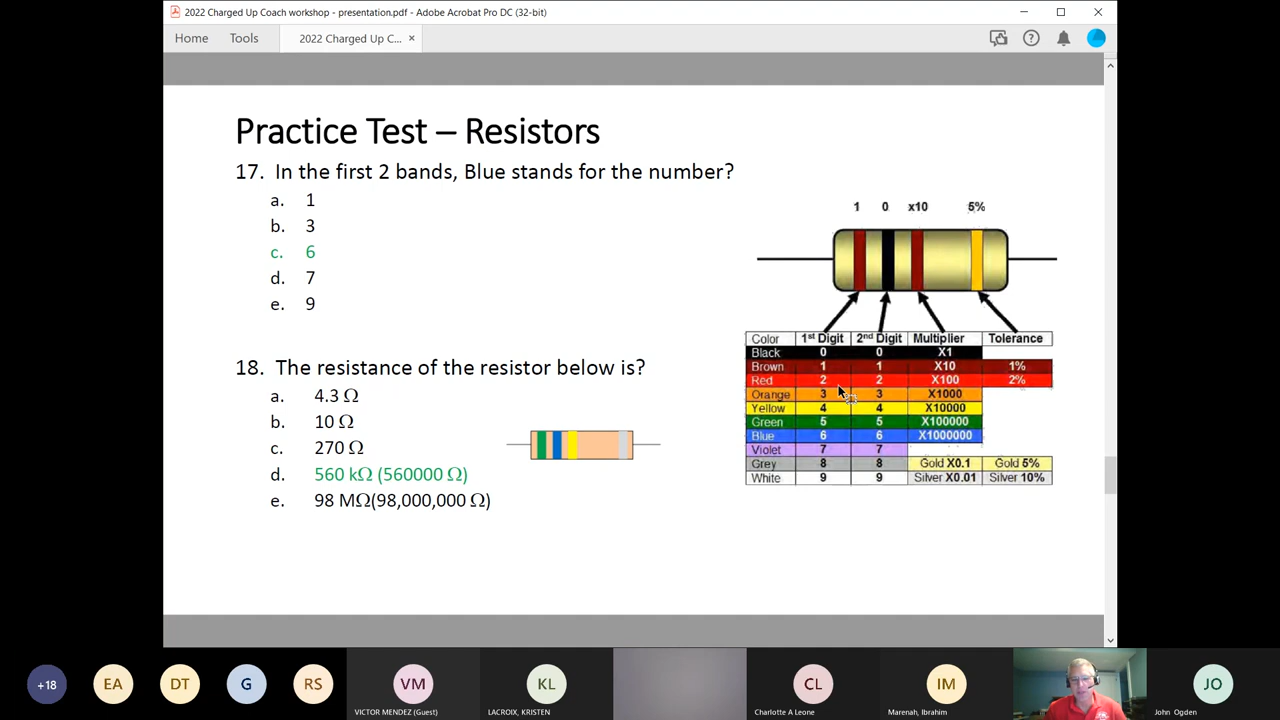 2022 Charged Up Coach workshop - presentation.pdf - Adobe Acrobat Pro DC (32-bit)
Home Tools 2022 Charged Up C... ×
Practice Test – Resistors
17. In the first 2 bands, Blue stands for the number?
a. 1
b. 3
c. 6
d. 7
e. 9
18. The resistance of the resistor below is?
a. 4.3 Ω
b. 10 Ω
c. 270 Ω
d. 560 kΩ (560000 Ω)
e. 98 MΩ(98,000,000 Ω)
1 0 x10 5%
Color 1st Digit 2nd Digit Multiplier Tolerance
Black 0 0 X1
Brown 1 1 X10 1%
Red 2 2 X100 2%
Orange 3 3 X1000
Yellow 4 4 X10000
Green 5 5 X100000
Blue 6 6 X1000000
Violet 7 7
Grey 8 8 Gold X0.1 Gold 5%
White 9 9 Silver X0.01 Silver 10%
+18 EA DT G RS VM KL CL IM JO
VICTOR MENDEZ (Guest) LACROIX, KRISTEN Charlotte A Leone Marenah, Ibrahim John Ogden